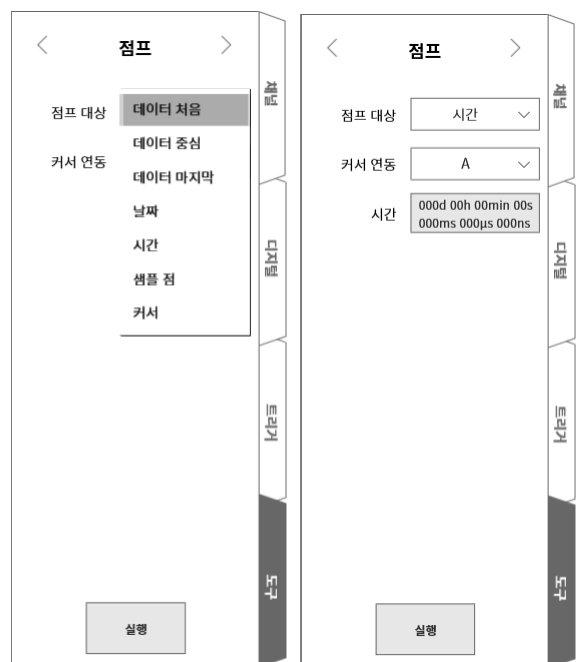 점프
점프 대상
데이터 처음
데이터 중심
커서 연동
데이터 마지막
날짜
시간
샘플 점
커서
실행
채널
디지털
트리거
도구
점프
점프 대상
시간
커서 연동
A
시간
000d 00h 00min 00s
000ms 000µs 000ns
실행
채널
디지털
트리거
도구